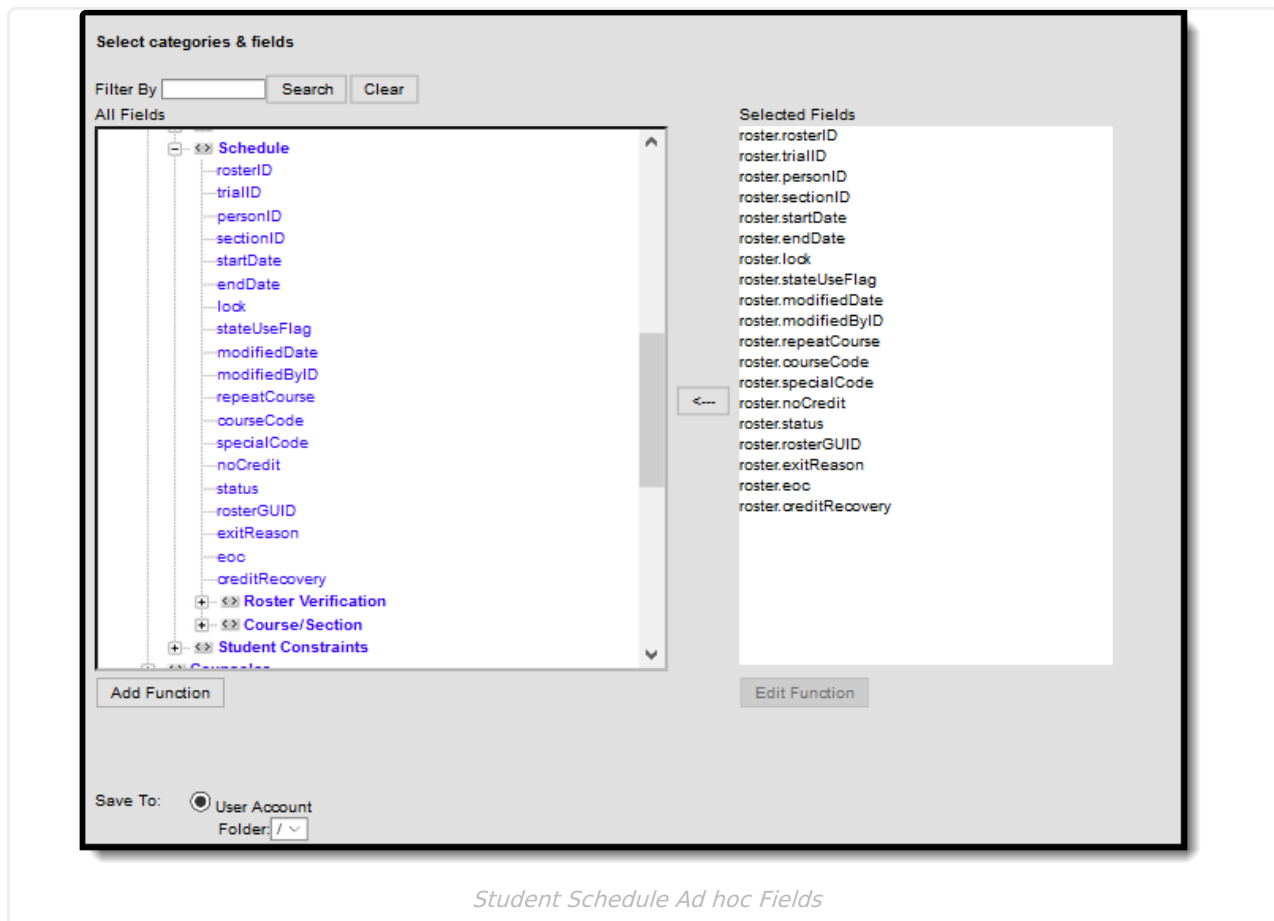 Select categories & fields
Filter By
Search
Clear
All Fields
Schedule
rosterID
trialID
personID
sectionID
startDate
endDate
lock
stateUseFlag
modifiedDate
modifiedByID
repeatCourse
courseCode
specialCode
noCredit
status
rosterGUID
exitReason
eoc
creditRecovery
Roster Verification
Course/Section
Student Constraints
Add Function
<---
Selected Fields
roster.rosterID
roster.trialID
roster.personID
roster.sectionID
roster.startDate
roster.endDate
roster.lock
roster.stateUseFlag
roster.modifiedDate
roster.modifiedByID
roster.repeatCourse
roster.courseCode
roster.specialCode
roster.noCredit
roster.status
roster.rosterGUID
roster.exitReason
roster.eoc
roster.creditRecovery
Edit Function
Save To:
User Account
Folder: /
Student Schedule Ad hoc Fields